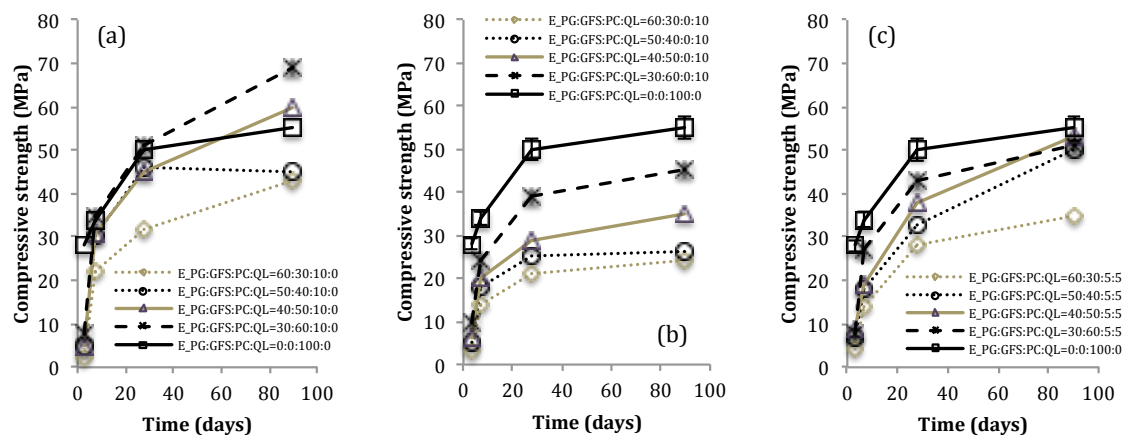 (a)
Compressive strength (MPa)
80
70
60
50
40
30
20
10
0
E_PG:GFS:PC:QL=60:30:10:0
E_PG:GFS:PC:QL=50:40:10:0
E_PG:GFS:PC:QL=40:50:10:0
E_PG:GFS:PC:QL=30:60:10:0
E_PG:GFS:PC:QL=0:0:100:0
0 20 40 60 80 100
Time (days)
(b)
Compressive strength (MPa)
80
70
60
50
40
30
20
10
0
E_PG:GFS:PC:QL=60:30:0:10
E_PG:GFS:PC:QL=50:40:0:10
E_PG:GFS:PC:QL=40:50:0:10
E_PG:GFS:PC:QL=30:60:0:10
E_PG:GFS:PC:QL=0:0:100:0
0 20 40 60 80 100
Time (days)
(c)
Compressive strength (MPa)
80
70
60
50
40
30
20
10
0
E_PG:GFS:PC:QL=60:30:5:5
E_PG:GFS:PC:QL=50:40:5:5
E_PG:GFS:PC:QL=40:50:5:5
E_PG:GFS:PC:QL=30:60:5:5
E_PG:GFS:PC:QL=0:0:100:0
0 20 40 60 80 100
Time (days)